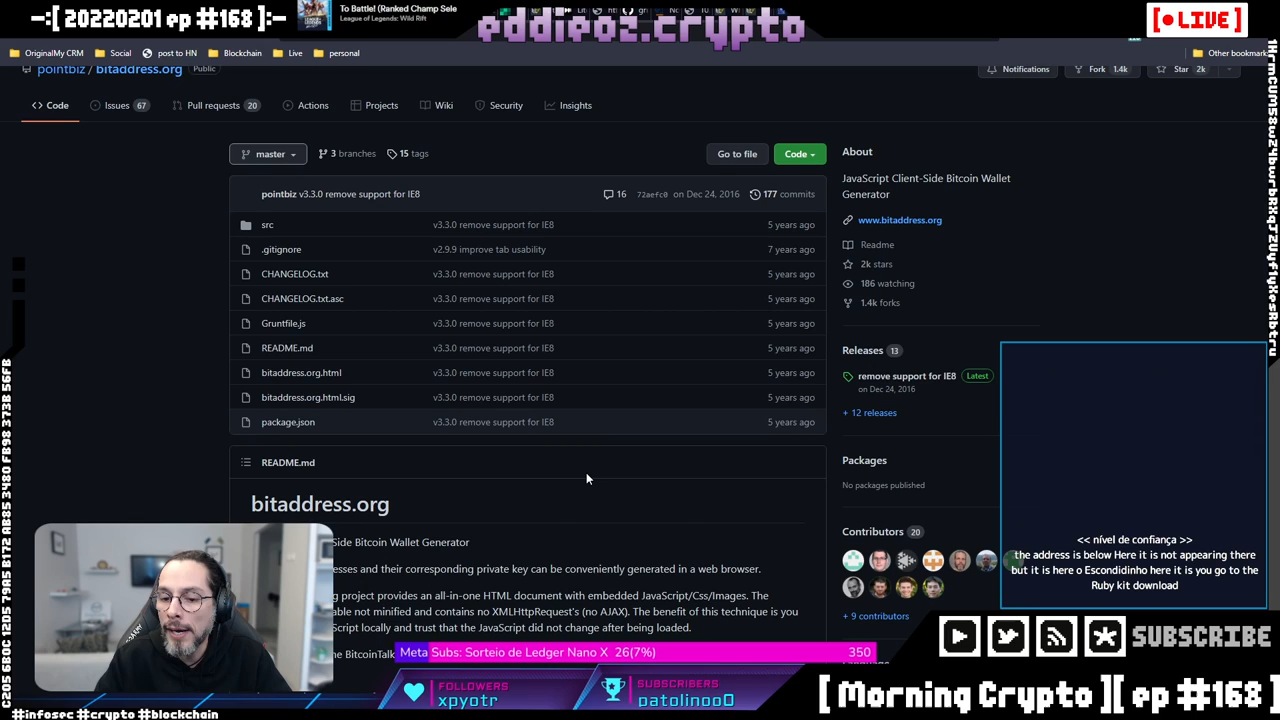 -:[ 20220201 ep #168 ]:-
To Battle! (Ranked Champ Sele
League of Legends: Wild Rift
eddieoz.crypto
[● LIVE ]
OriginalMy CRM
Social
post to HN
Blockchain
Live
personal
Other bookmark
pointbiz / bitaddress.org
Public
Notifications
Fork 1.4k
Star 2k
Code
Issues 67
Pull requests 20
Actions
Projects
Wiki
Security
Insights
master
3 branches
15 tags
Go to file
Code
pointbiz v3.3.0 remove support for IE8
16
72aefc0 on Dec 24, 2016
177 commits
src
v3.3.0 remove support for IE8
5 years ago
.gitignore
v2.9.9 improve tab usability
7 years ago
CHANGELOG.txt
v3.3.0 remove support for IE8
5 years ago
CHANGELOG.txt.asc
v3.3.0 remove support for IE8
5 years ago
Gruntfile.js
v3.3.0 remove support for IE8
5 years ago
README.md
v3.3.0 remove support for IE8
5 years ago
bitaddress.org.html
v3.3.0 remove support for IE8
5 years ago
bitaddress.org.html.sig
v3.3.0 remove support for IE8
5 years ago
package.json
v3.3.0 remove support for IE8
5 years ago
README.md
bitaddress.org
Side Bitcoin Wallet Generator
esses and their corresponding private key can be conveniently generated in a web browser.
g project provides an all-in-one HTML document with embedded JavaScript/Css/Images. The
able not minified and contains no XMLHttpRequest's (no AJAX). The benefit of this technique is you
Script locally and trust that the JavaScript did not change after being loaded.
he BitcoinTalk
About
JavaScript Client-Side Bitcoin Wallet
Generator
www.bitaddress.org
Readme
2k stars
186 watching
1.4k forks
Releases 13
remove support for IE8
Latest
on Dec 24, 2016
+ 12 releases
Packages
No packages published
Contributors 20
+ 9 contributors
<< nível de confiança >>
the address is below Here it is not appearing there
but it is here o Escondidinho here it is you go to the
Ruby kit download
SUBSCRIBE
Meta Subs: Sorteio de Ledger Nano X 26(7%)
350
FOLLOWERS
xpyotr
SUBSCRIBERS
patolinoo0
[ Morning Crypto ][ ep #168 ]
#infosec #crypto #blockchain